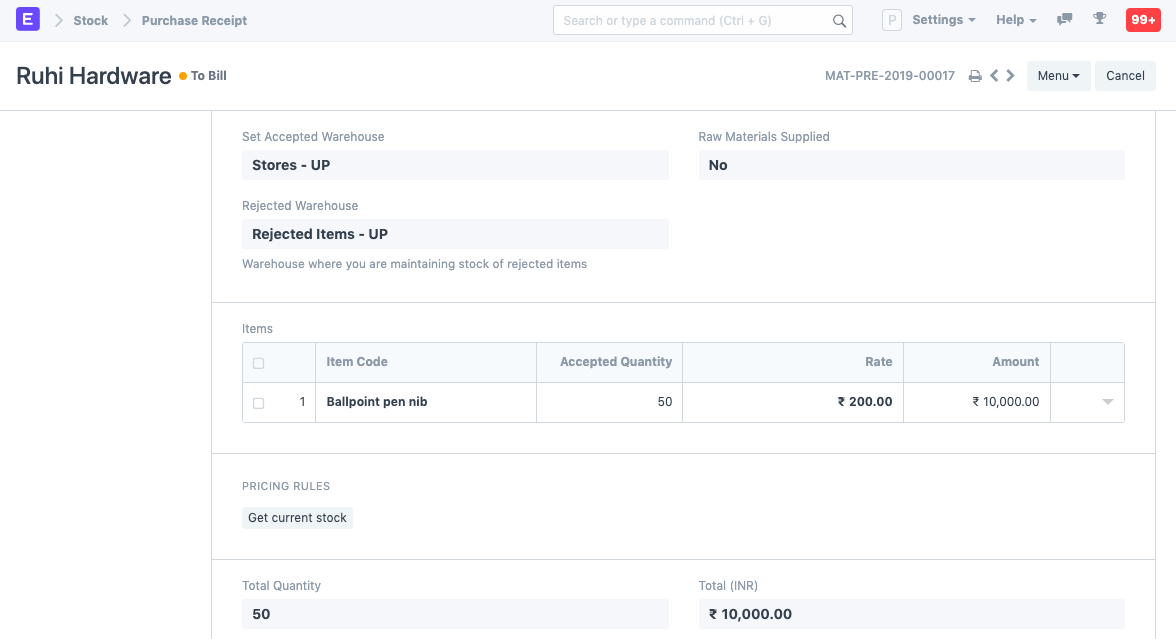 E Stock Purchase Receipt Search or type a command (Ctrl + G) P Settings Help 99+
Ruhi Hardware To Bill MAT-PRE-2019-00017 Menu Cancel
Set Accepted Warehouse Raw Materials Supplied
Stores - UP No
Rejected Warehouse
Rejected Items - UP
Warehouse where you are maintaining stock of rejected items
Items
Item Code Accepted Quantity Rate Amount
1 Ballpoint pen nib 50 ₹ 200.00 ₹ 10,000.00
PRICING RULES
Get current stock
Total Quantity Total (INR)
50 ₹ 10,000.00